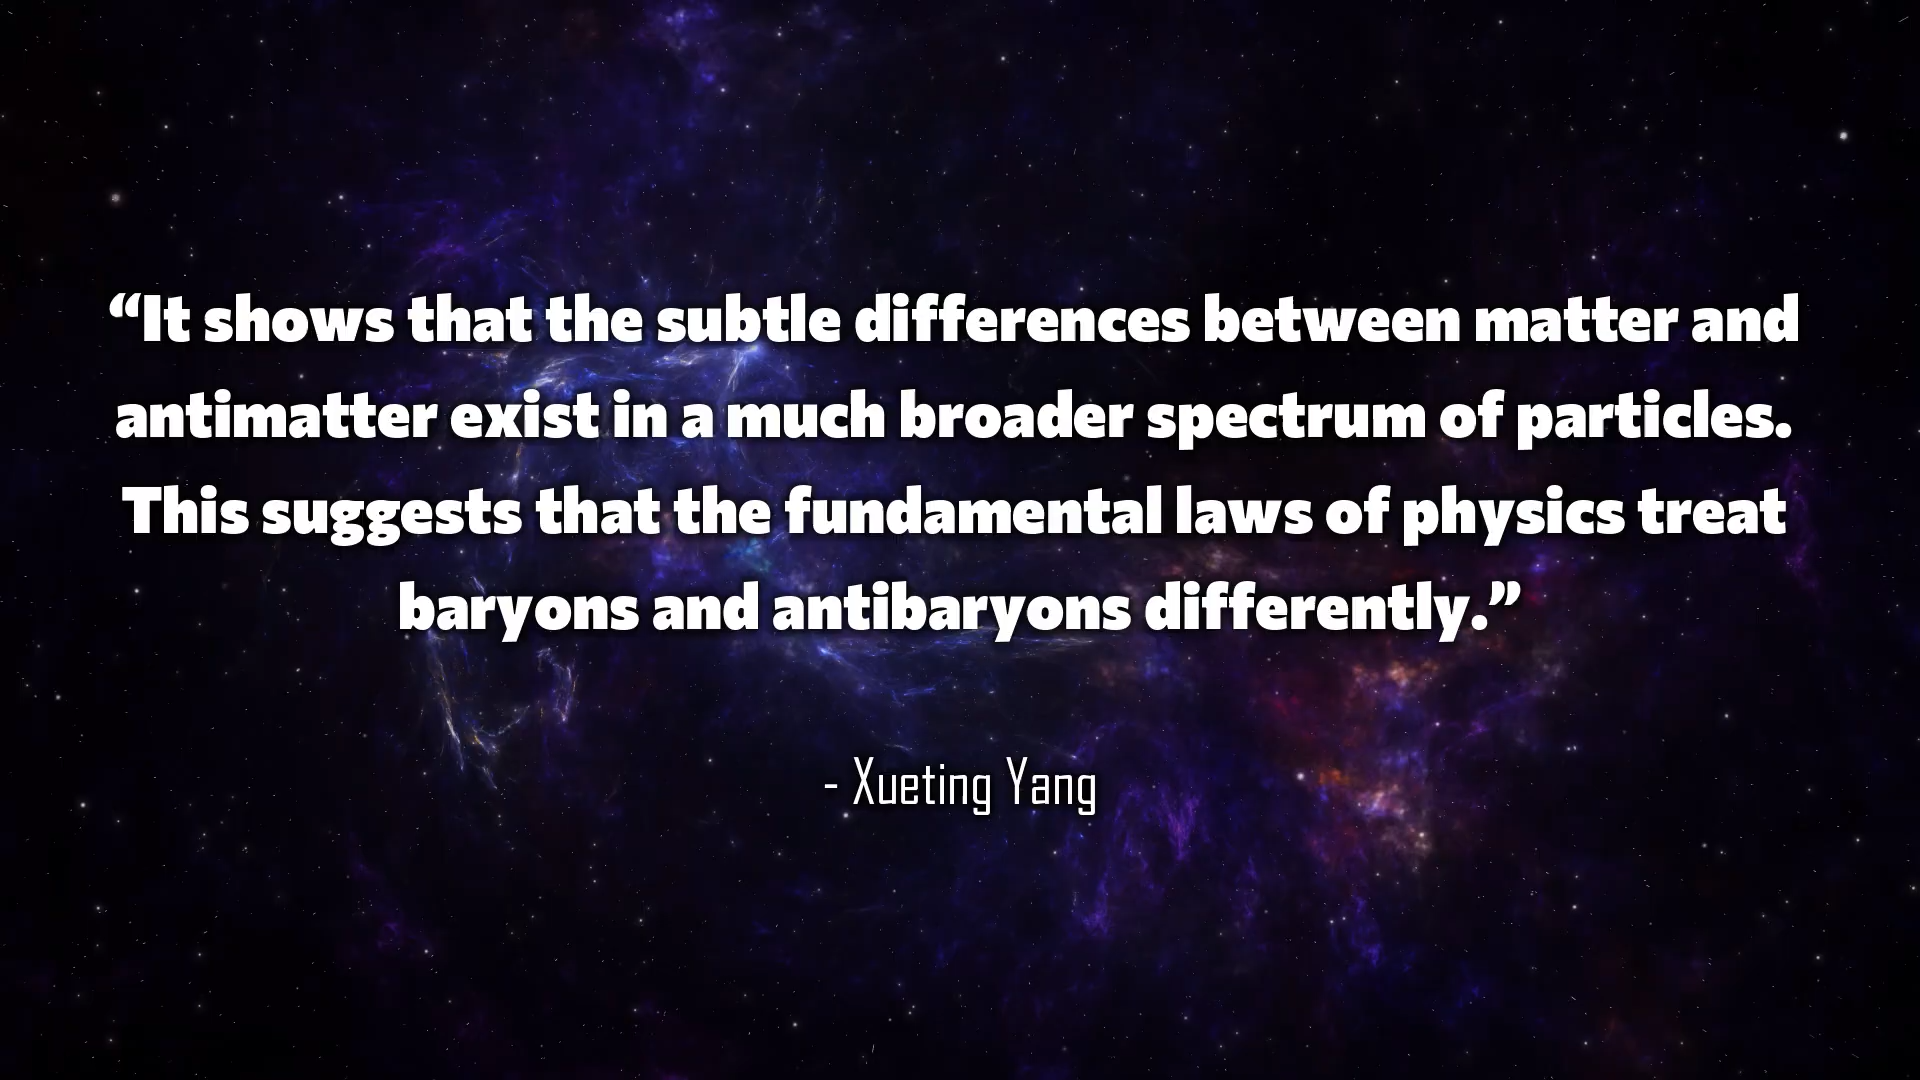 “It shows that the subtle differences between matter and
antimatter exist in a much broader spectrum of particles.
This suggests that the fundamental laws of physics treat
baryons and antibaryons differently.”
- Xueting Yang